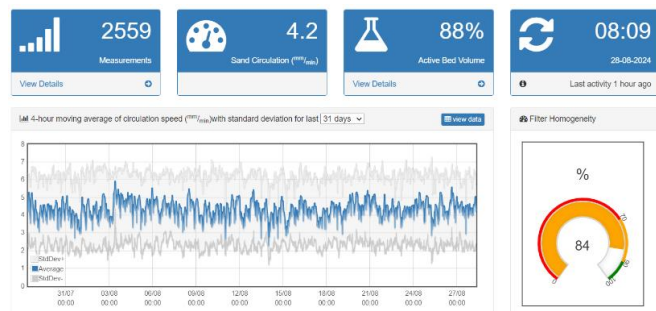 2559
Measurements
View Details
4.2
Sand Circulation (mm/min)
88%
Active Bed Volume
View Details
08:09
28-08-2024
Last activity 1 hour ago
4-hour moving average of circulation speed (mm/min)with standard deviation for last 31 days
view data
8
7
6
5
4
3
2
1
0
StdDev+
Average
StdDev-
31/07 03/08 06/08 09/08 12/08 15/08 18/08 21/08 24/08 27/08
00:00 00:00 00:00 00:00 00:00 00:00 00:00 00:00 00:00 00:00
Filter Homogeneity
%
84
0
70
90
100